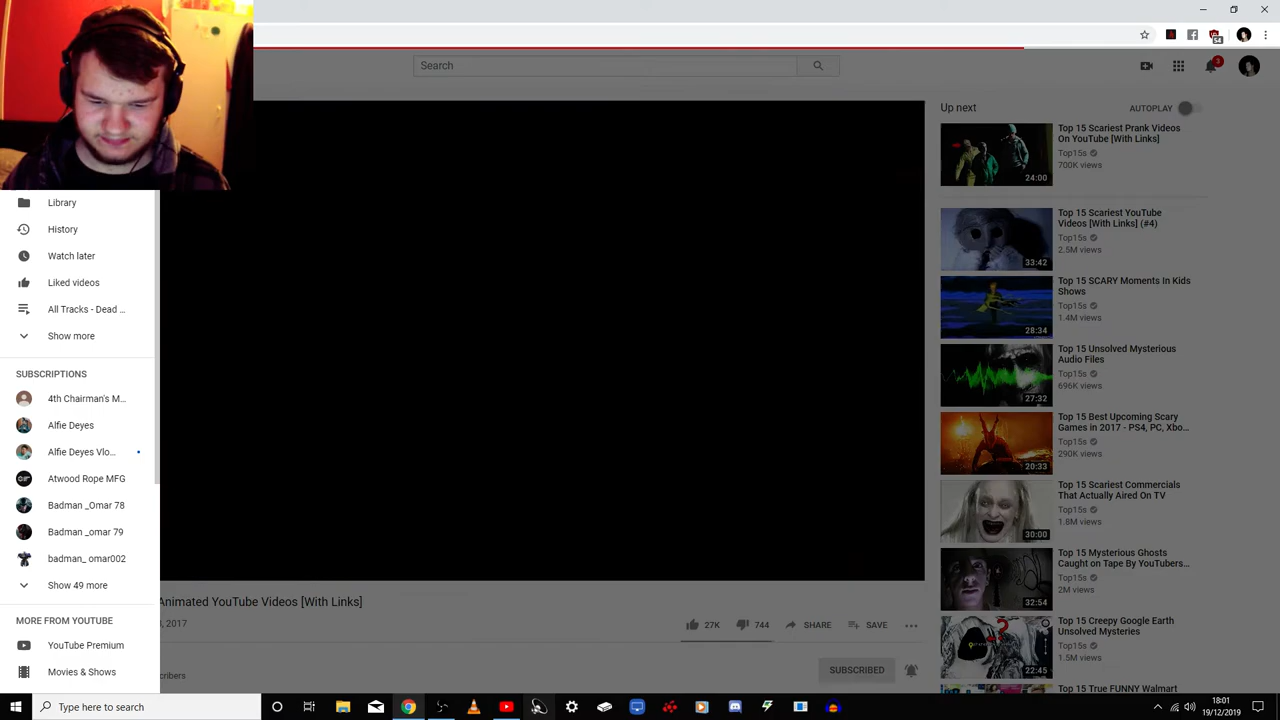 54
Search
3
Up next
AUTOPLAY
Top 15 Scariest Prank Videos
On YouTube [With Links]
Top15s
700K views
24:00
Top 15 Scariest YouTube
Videos [With Links] (#4)
Top15s
2.5M views
33:42
Top 15 SCARY Moments In Kids
Shows
Top15s
1.4M views
28:34
Top 15 Unsolved Mysterious
Audio Files
Top15s
696K views
27:32
Top 15 Best Upcoming Scary
Games in 2017 - PS4, PC, Xbo...
Top15s
290K views
20:33
Top 15 Scariest Commercials
That Actually Aired On TV
Top15s
1.8M views
30:00
Top 15 Mysterious Ghosts
Caught on Tape By YouTubers...
Top15s
2M views
32:54
Top 15 Creepy Google Earth
Unsolved Mysteries
Top15s
1.5M views
22:45
Top 15 True FUNNY Walmart
Library
History
Watch later
Liked videos
All Tracks - Dead ...
Show more
SUBSCRIPTIONS
4th Chairman's M...
Alfie Deyes
Alfie Deyes Vlo...
Atwood Rope MFG
Badman _Omar 78
Badman _omar 79
badman_ omar002
Show 49 more
MORE FROM YOUTUBE
YouTube Premium
Movies & Shows
Animated YouTube Videos [With Links]
, 2017
27K
744
SHARE
SAVE
cribers
SUBSCRIBED
Type here to search
18:01
19/12/2019